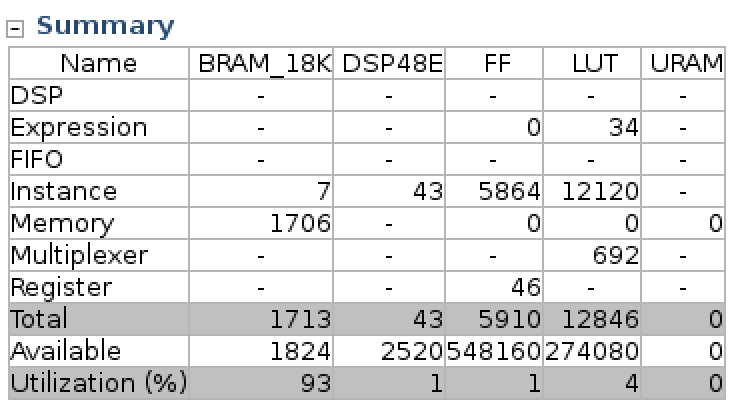 Summary
Name BRAM_18K DSP48E FF LUT URAM
DSP - - - - -
Expression - - 0 34 -
FIFO - - - - -
Instance 7 43 5864 12120 -
Memory 1706 - 0 0 0
Multiplexer - - - 692 -
Register - - 46 - -
Total 1713 43 5910 12846 0
Available 1824 2520 548160 274080 0
Utilization (%) 93 1 1 4 0